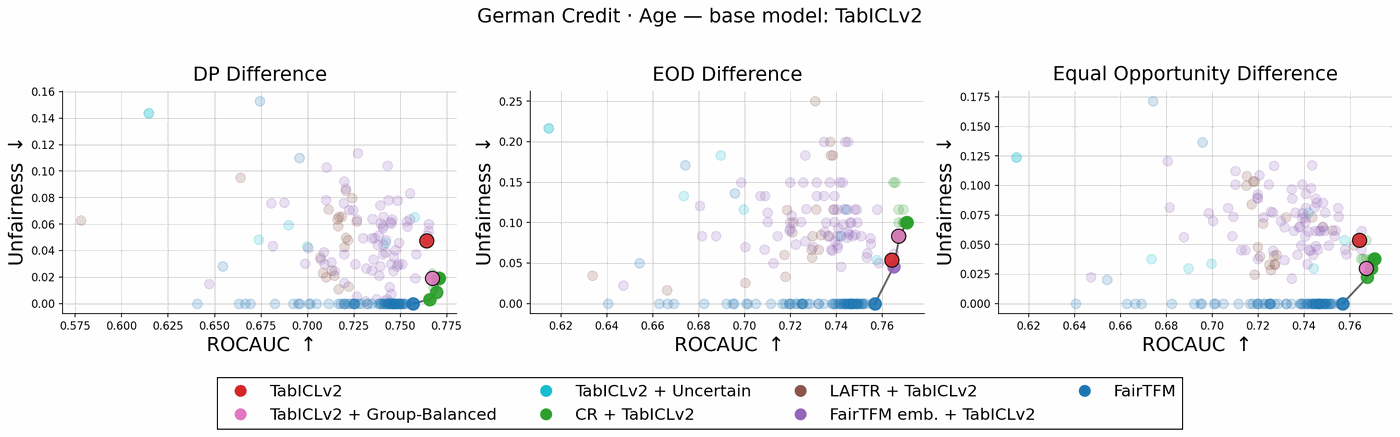 German Credit · Age — base model: TabICLv2
DP Difference
Unfairness ↓
0.16
0.14
0.12
0.10
0.08
0.06
0.04
0.02
0.00
0.575 0.600 0.625 0.650 0.675 0.700 0.725 0.750 0.775
ROCAUC ↑
EOD Difference
Unfairness ↓
0.25
0.20
0.15
0.10
0.05
0.00
0.62 0.64 0.66 0.68 0.70 0.72 0.74 0.76
ROCAUC ↑
Equal Opportunity Difference
Unfairness ↓
0.175
0.150
0.125
0.100
0.075
0.050
0.025
0.000
0.62 0.64 0.66 0.68 0.70 0.72 0.74 0.76
ROCAUC ↑
TabICLv2
TabICLv2 + Group-Balanced
TabICLv2 + Uncertain
CR + TabICLv2
LAFTR + TabICLv2
FairTFM emb. + TabICLv2
FairTFM